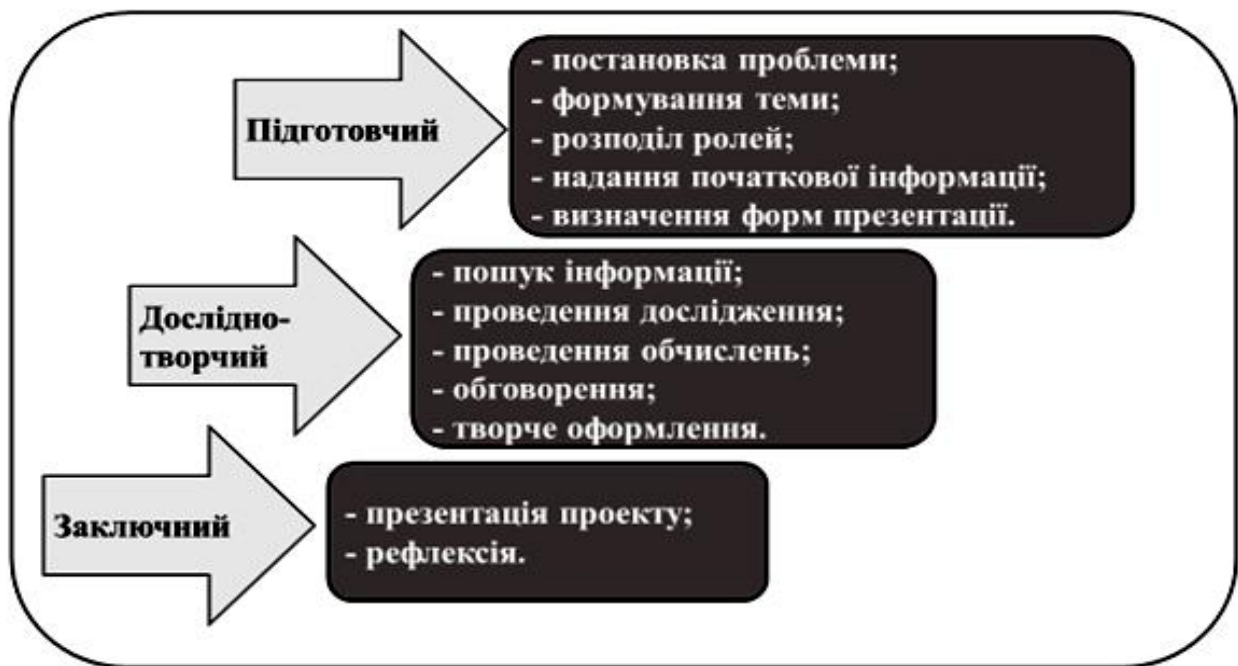 Підготовчий
- постановка проблеми;
- формування теми;
- розподіл ролей;
- надання початкової інформації;
- визначення форм презентації.
Дослідно-
творчий
- пошук інформації;
- проведення дослідження;
- проведення обчислень;
- обговорення;
- творче оформлення.
Заключний
- презентація проекту;
- рефлексія.